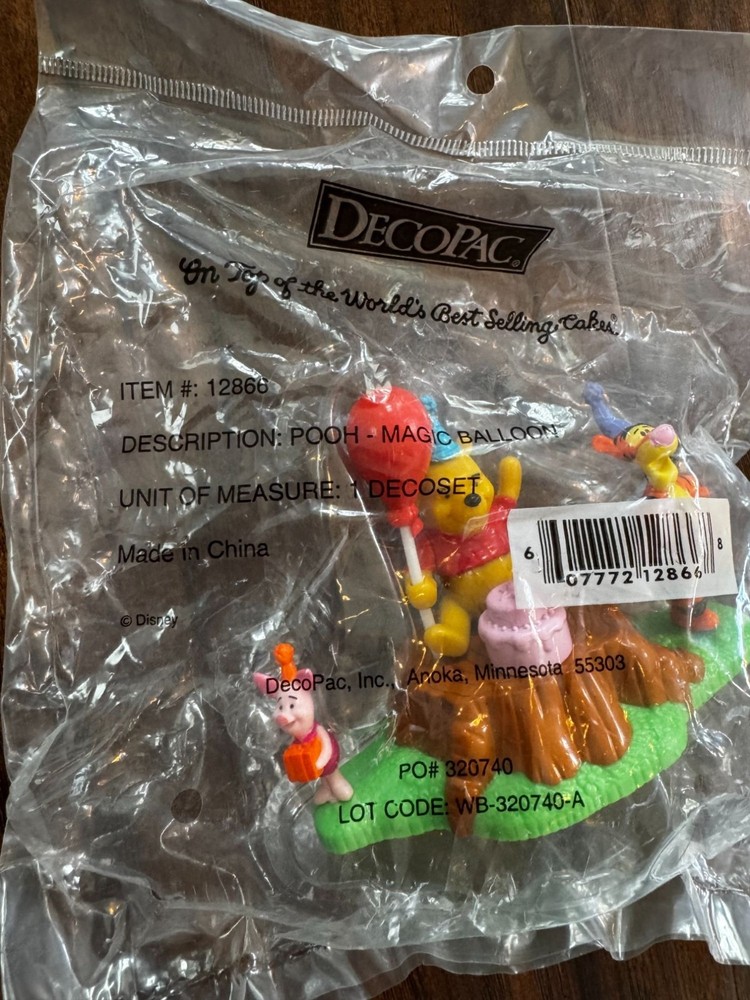 DECOPAC®
On Top of the World's Best Selling Cakes®
ITEM #: 12866
DESCRIPTION: POOH - MAGIC BALLOON
UNIT OF MEASURE: 1 DECOSET
Made in China
6 07772 12866 8
© Disney
DecoPac, Inc., Anoka, Minnesota 55303
PO# 320740
LOT CODE: WB-320740-A